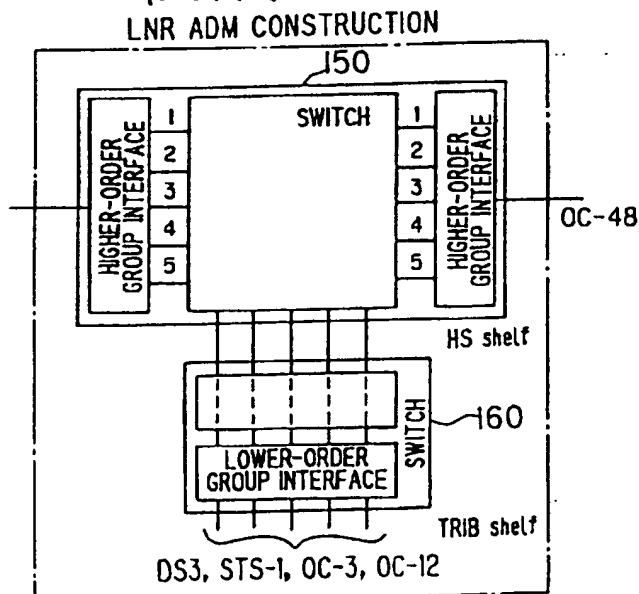 LNR ADM CONSTRUCTION
150
HIGHER-ORDER
GROUP INTERFACE
1
2
3
4
5
SWITCH
1
2
3
4
5
HIGHER-ORDER
GROUP INTERFACE
OC-48
HS shelf
SWITCH
160
LOWER-ORDER
GROUP INTERFACE
TRIB shelf
DS3, STS-1, OC-3, OC-12